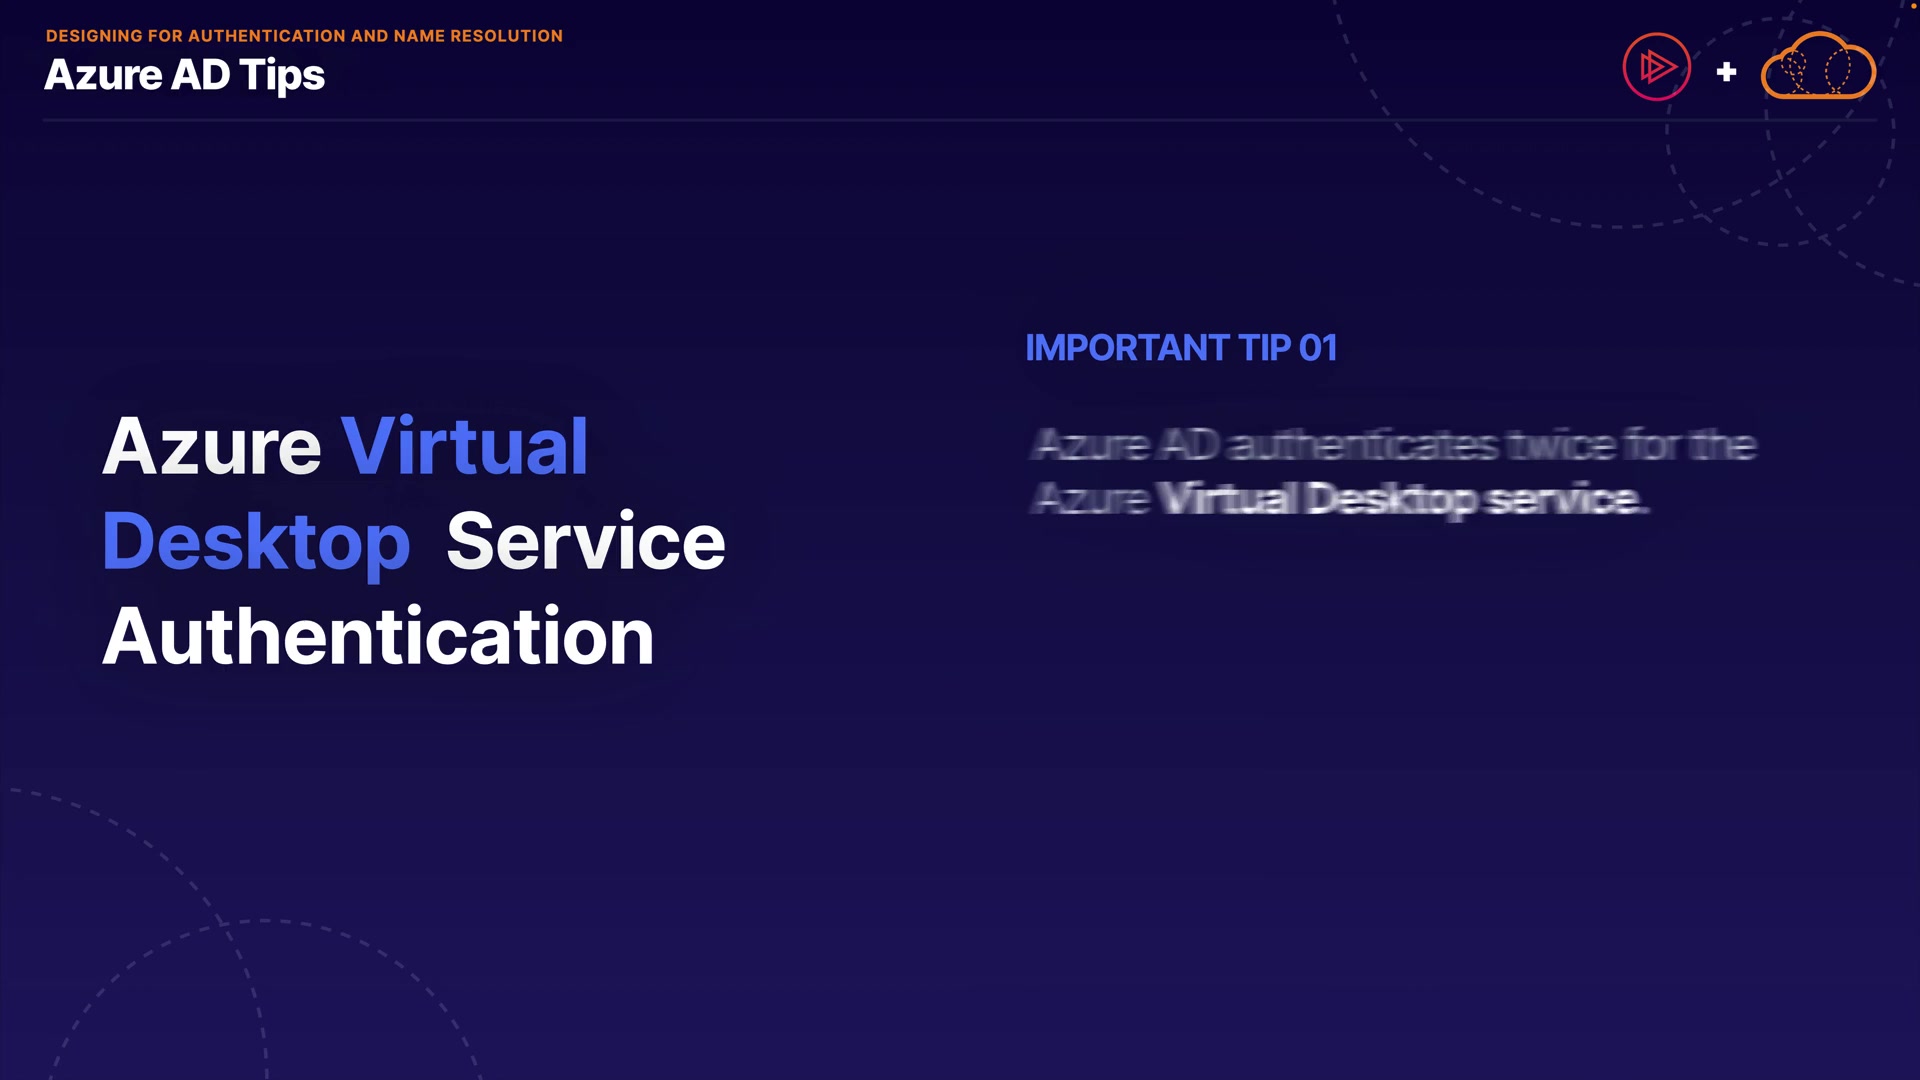 DESIGNING FOR AUTHENTICATION AND NAME RESOLUTION
Azure AD Tips
Azure Virtual
Desktop Service
Authentication
IMPORTANT TIP 01
Azure AD authenticates twice for the
Azure Virtual Desktop service.